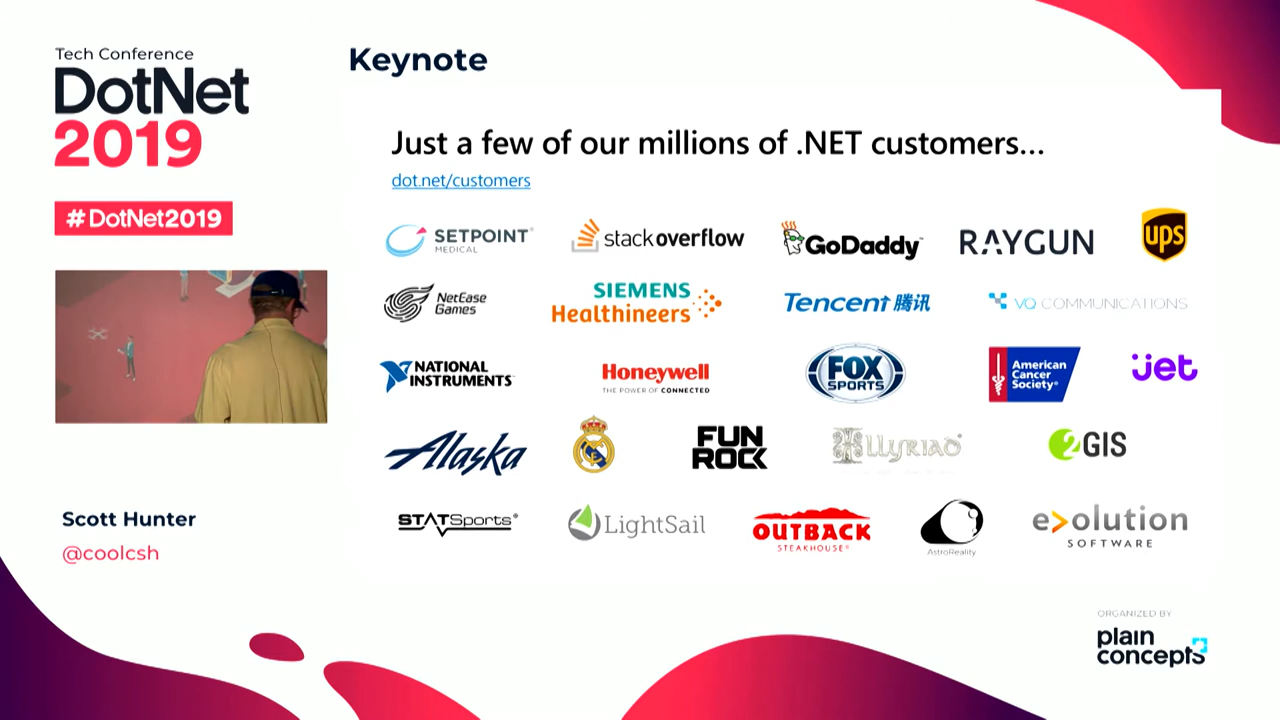 Tech Conference
DotNet
2019
#DotNet2019
Scott Hunter
@coolcsh
Keynote
Just a few of our millions of .NET customers...
dot.net/customers
SETPOINT®
MEDICAL
stackoverflow
GoDaddy™
RAYGUN
ups
NetEase
Games
SIEMENS
Healthineers
Tencent 腾讯
VQ COMMUNICATIONS
NATIONAL
INSTRUMENTS™
Honeywell
THE POWER OF CONNECTED
FOX
SPORTS
American
Cancer
Society®
jet
Alaska
FUN
ROCK
Illyriad®
2GIS
STATSports®
LightSail
OUTBACK
STEAKHOUSE®
AstroReality
e>olution
SOFTWARE
ORGANIZED BY
plain
concepts